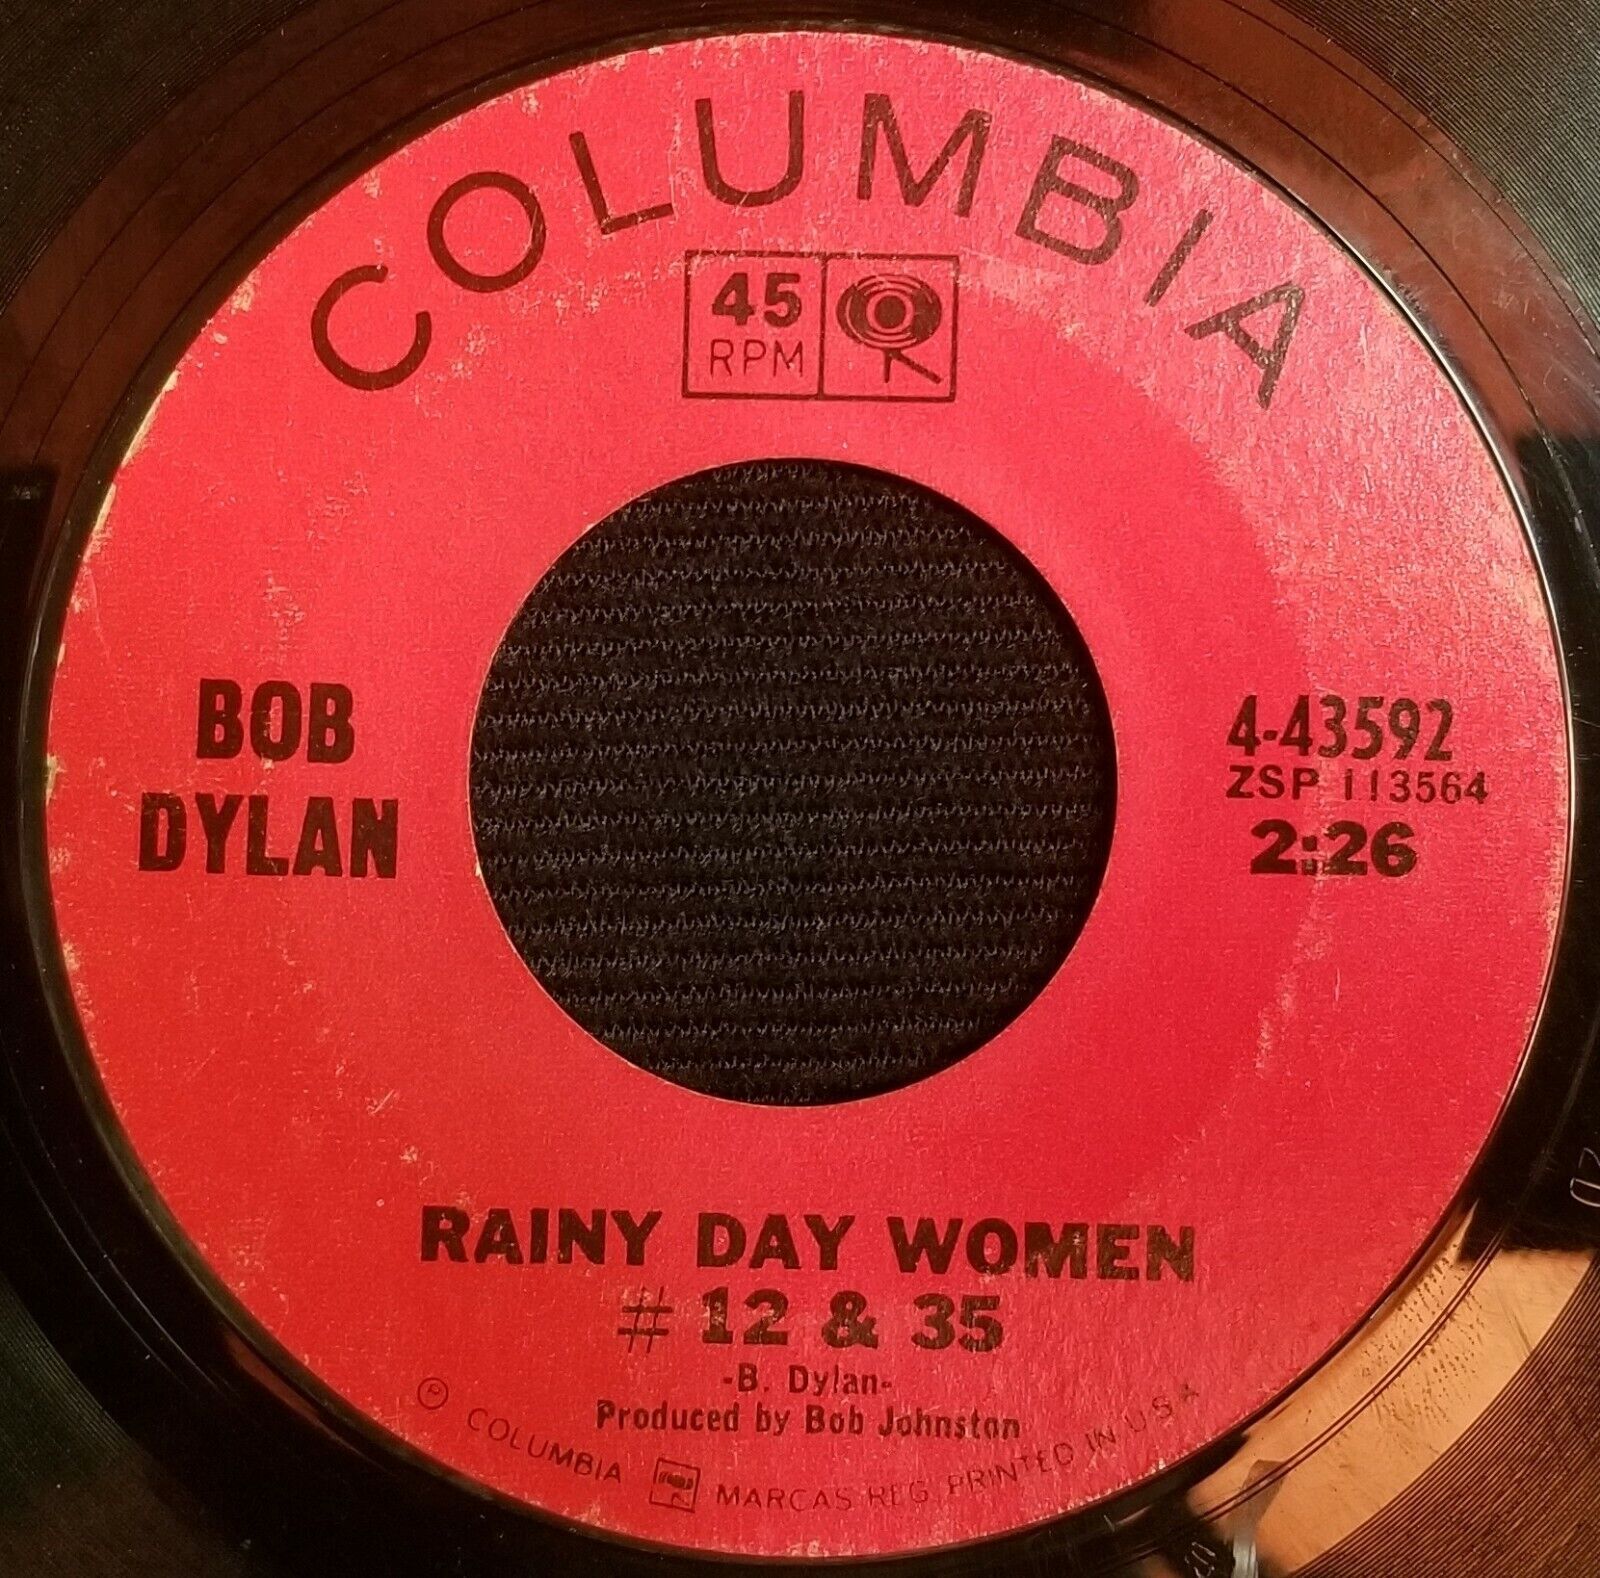 COLUMBIA
45
RPM
BOB
DYLAN
4-43592
ZSP 113564
2:26
RAINY DAY WOMEN
# 12 & 35
-B. Dylan-
Produced by Bob Johnston
℗ COLUMBIA MARCAS REG. PRINTED IN U S A